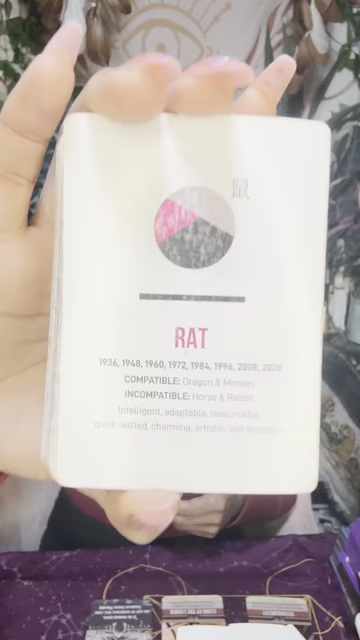 RAT
1936, 1948, 1960, 1972, 1984, 1996, 2008, 2020
COMPATIBLE: Dragon & Monkey
INCOMPATIBLE: Horse & Rabbit
Intelligent, adaptable, resourceful,
quick-witted, charming, artistic, and